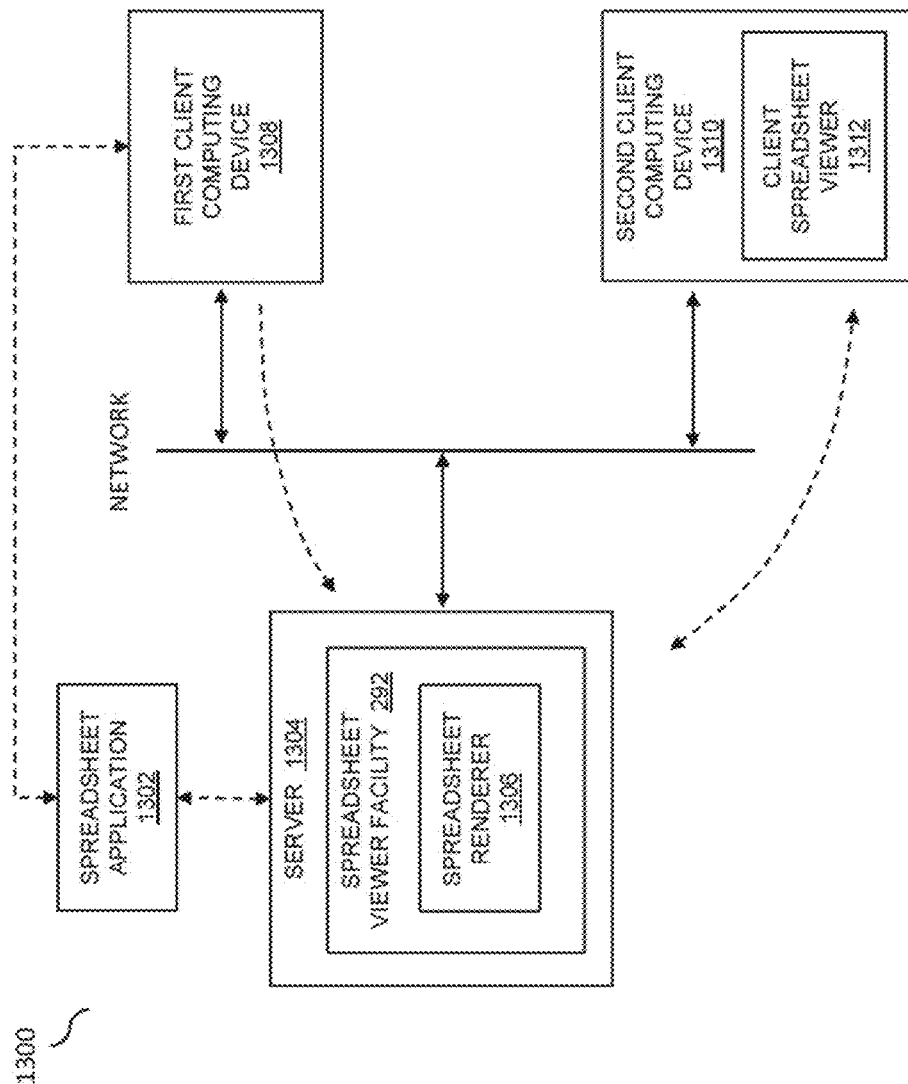 1300
SPREADSHEET
APPLICATION
1302
SERVER 1304
SPREADSHEET
VIEWER FACILITY 292
SPREADSHEET
RENDERER
1306
NETWORK
FIRST CLIENT
COMPUTING
DEVICE
1308
SECOND CLIENT
COMPUTING
DEVICE
1310
CLIENT
SPREADSHEET
VIEWER
1312